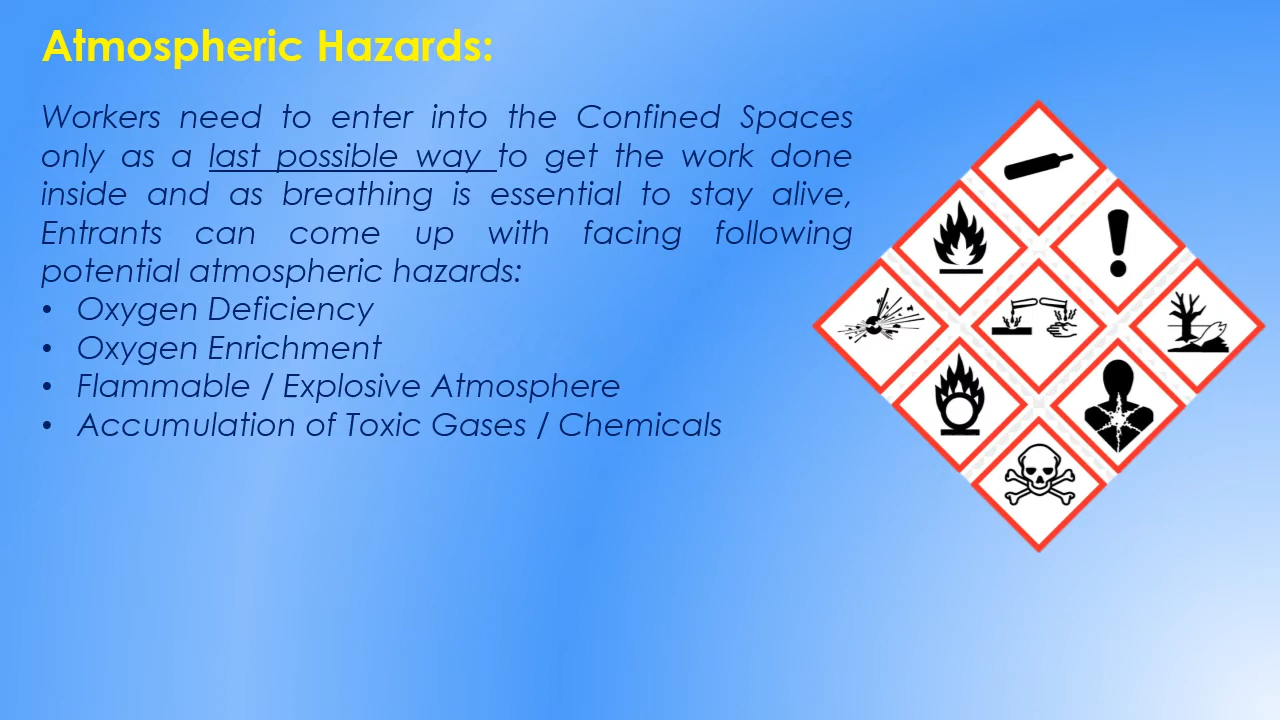 Atmospheric Hazards:
Workers need to enter into the Confined Spaces
only as a last possible way to get the work done
inside and as breathing is essential to stay alive,
Entrants can come up with facing following
potential atmospheric hazards:
• Oxygen Deficiency
• Oxygen Enrichment
• Flammable / Explosive Atmosphere
• Accumulation of Toxic Gases / Chemicals